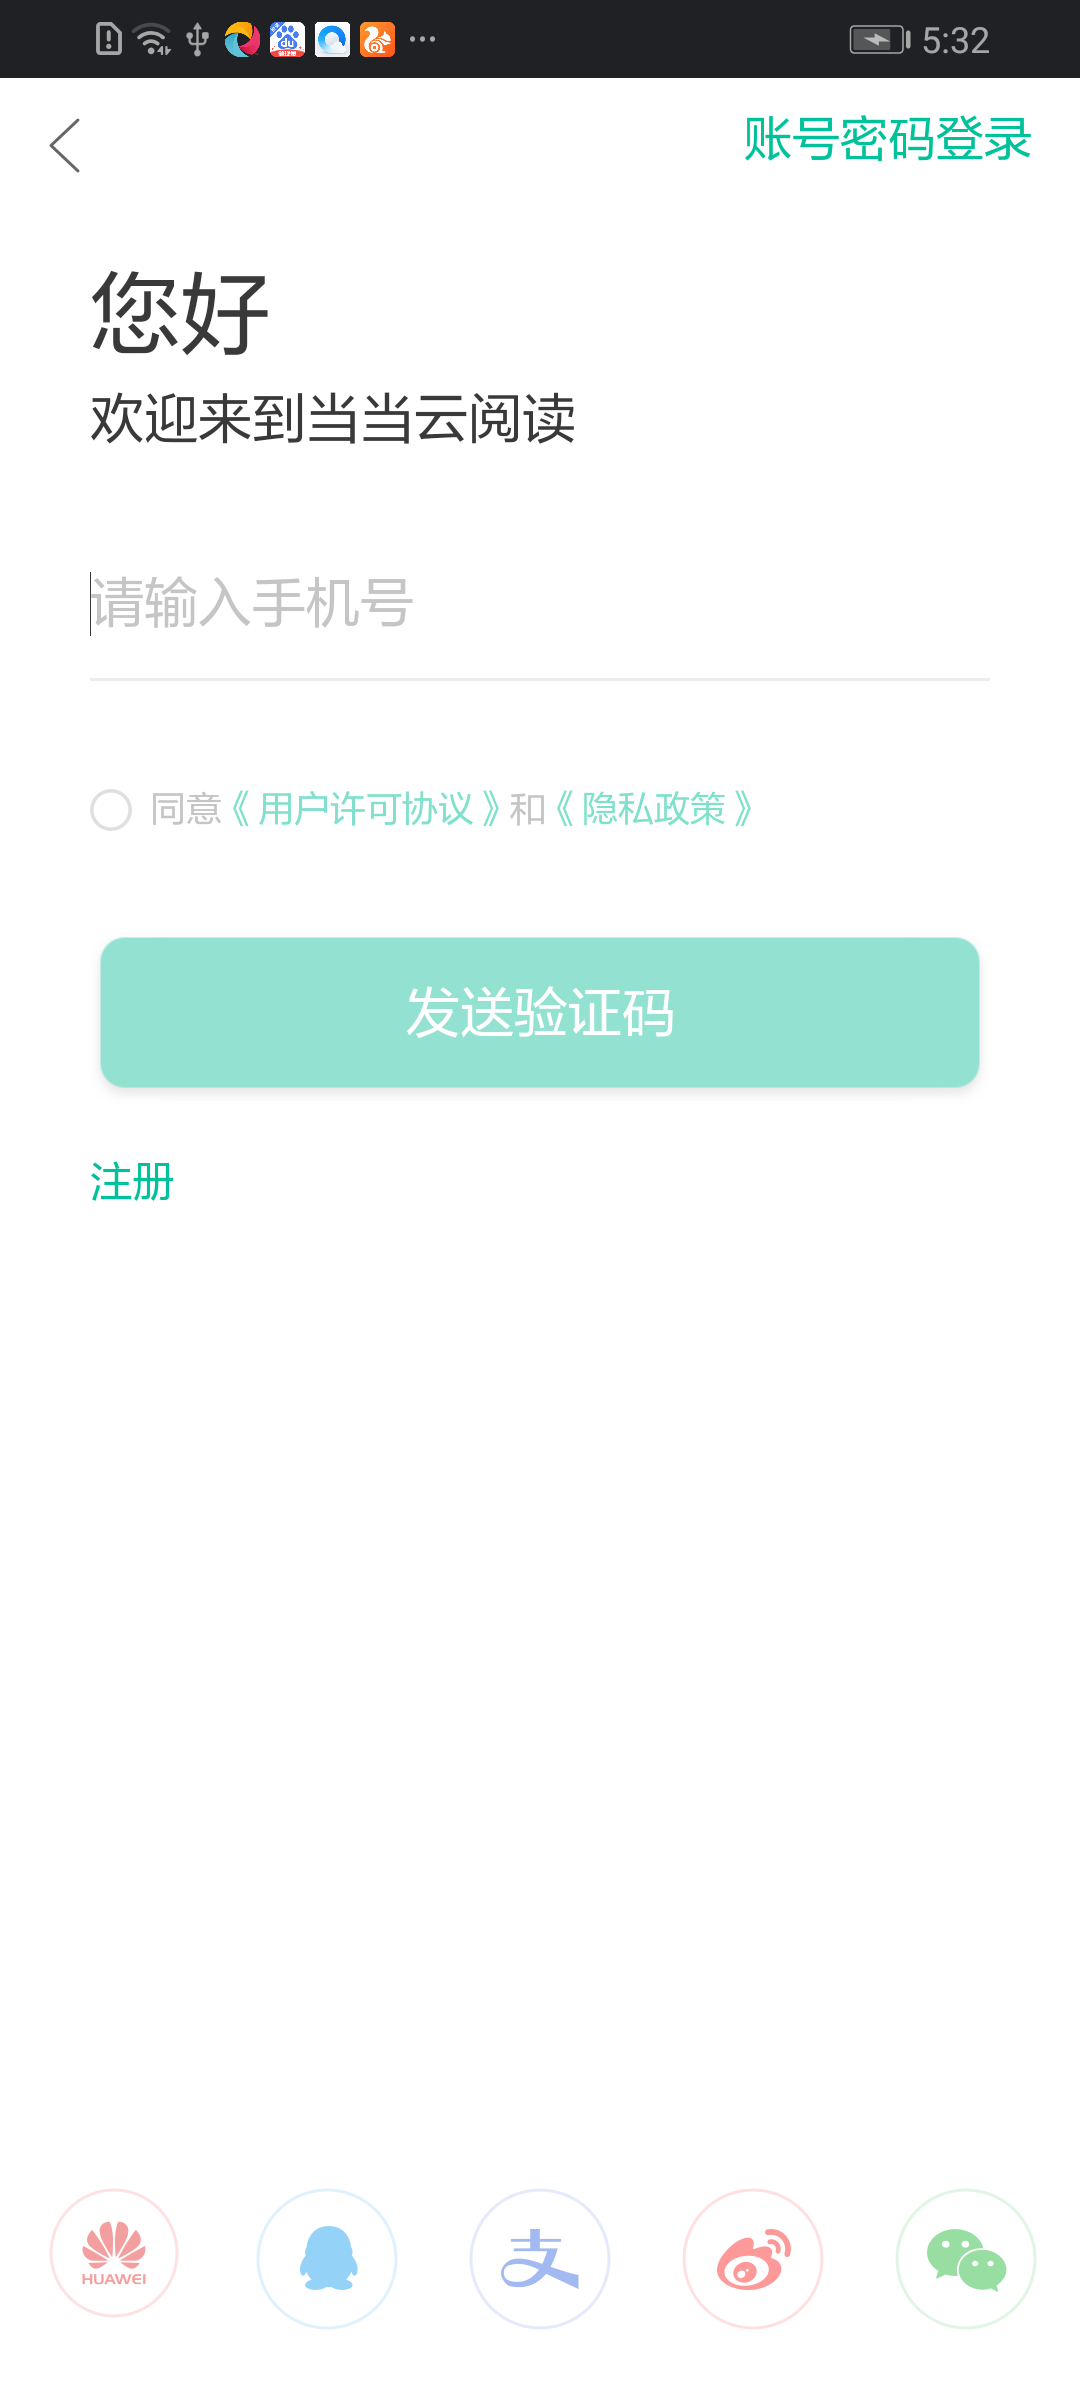 5:32
账号密码登录
您好
欢迎来到当当云阅读
请输入手机号
同意《用户许可协议》和《隐私政策》
发送验证码
注册
HUAWEI
支